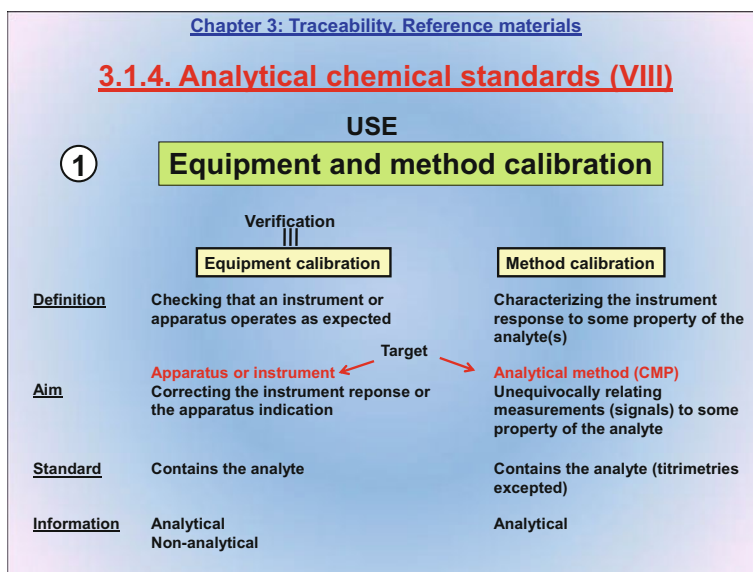 Chapter 3: Traceability. Reference materials
3.1.4. Analytical chemical standards (VIII)
USE
1 Equipment and method calibration
Verification
|||
Equipment calibration Method calibration
Definition Checking that an instrument or Characterizing the instrument
apparatus operates as expected response to some property of the
analyte(s)
Target
Apparatus or instrument Analytical method (CMP)
Aim Correcting the instrument reponse or Unequivocally relating
the apparatus indication measurements (signals) to some
property of the analyte
Standard Contains the analyte Contains the analyte (titrimetries
excepted)
Information Analytical Analytical
Non-analytical